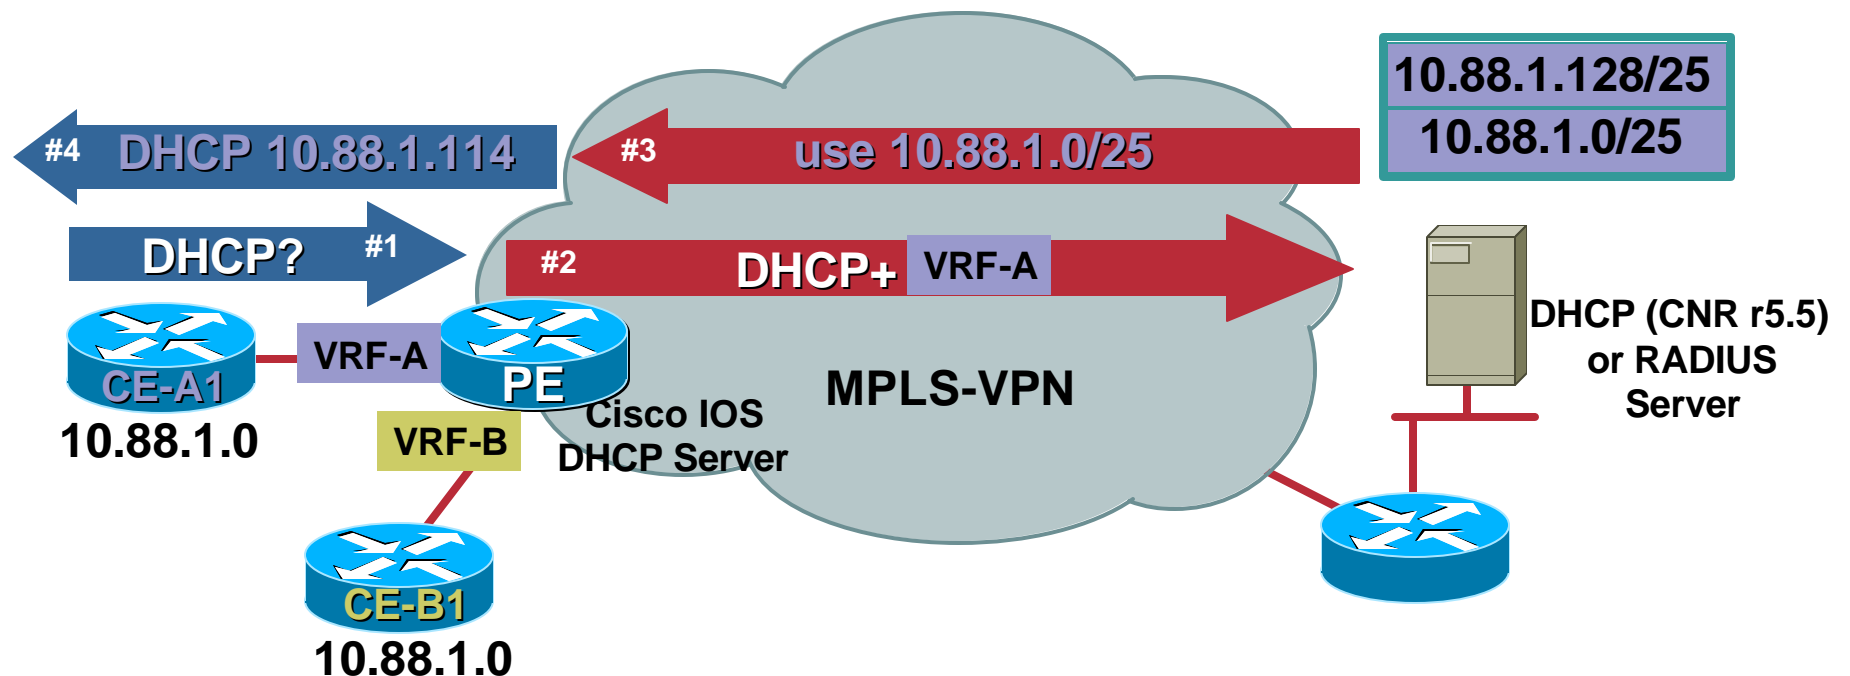 10.88.1.128/25
10.88.1.0/25
#4 DHCP 10.88.1.114
#3 use 10.88.1.0/25
DHCP? #1
#2 DHCP+ VRF-A
DHCP (CNR r5.5)
or RADIUS
Server
VRF-A
CE-A1
PE
10.88.1.0
MPLS-VPN
Cisco IOS
DHCP Server
VRF-B
CE-B1
10.88.1.0